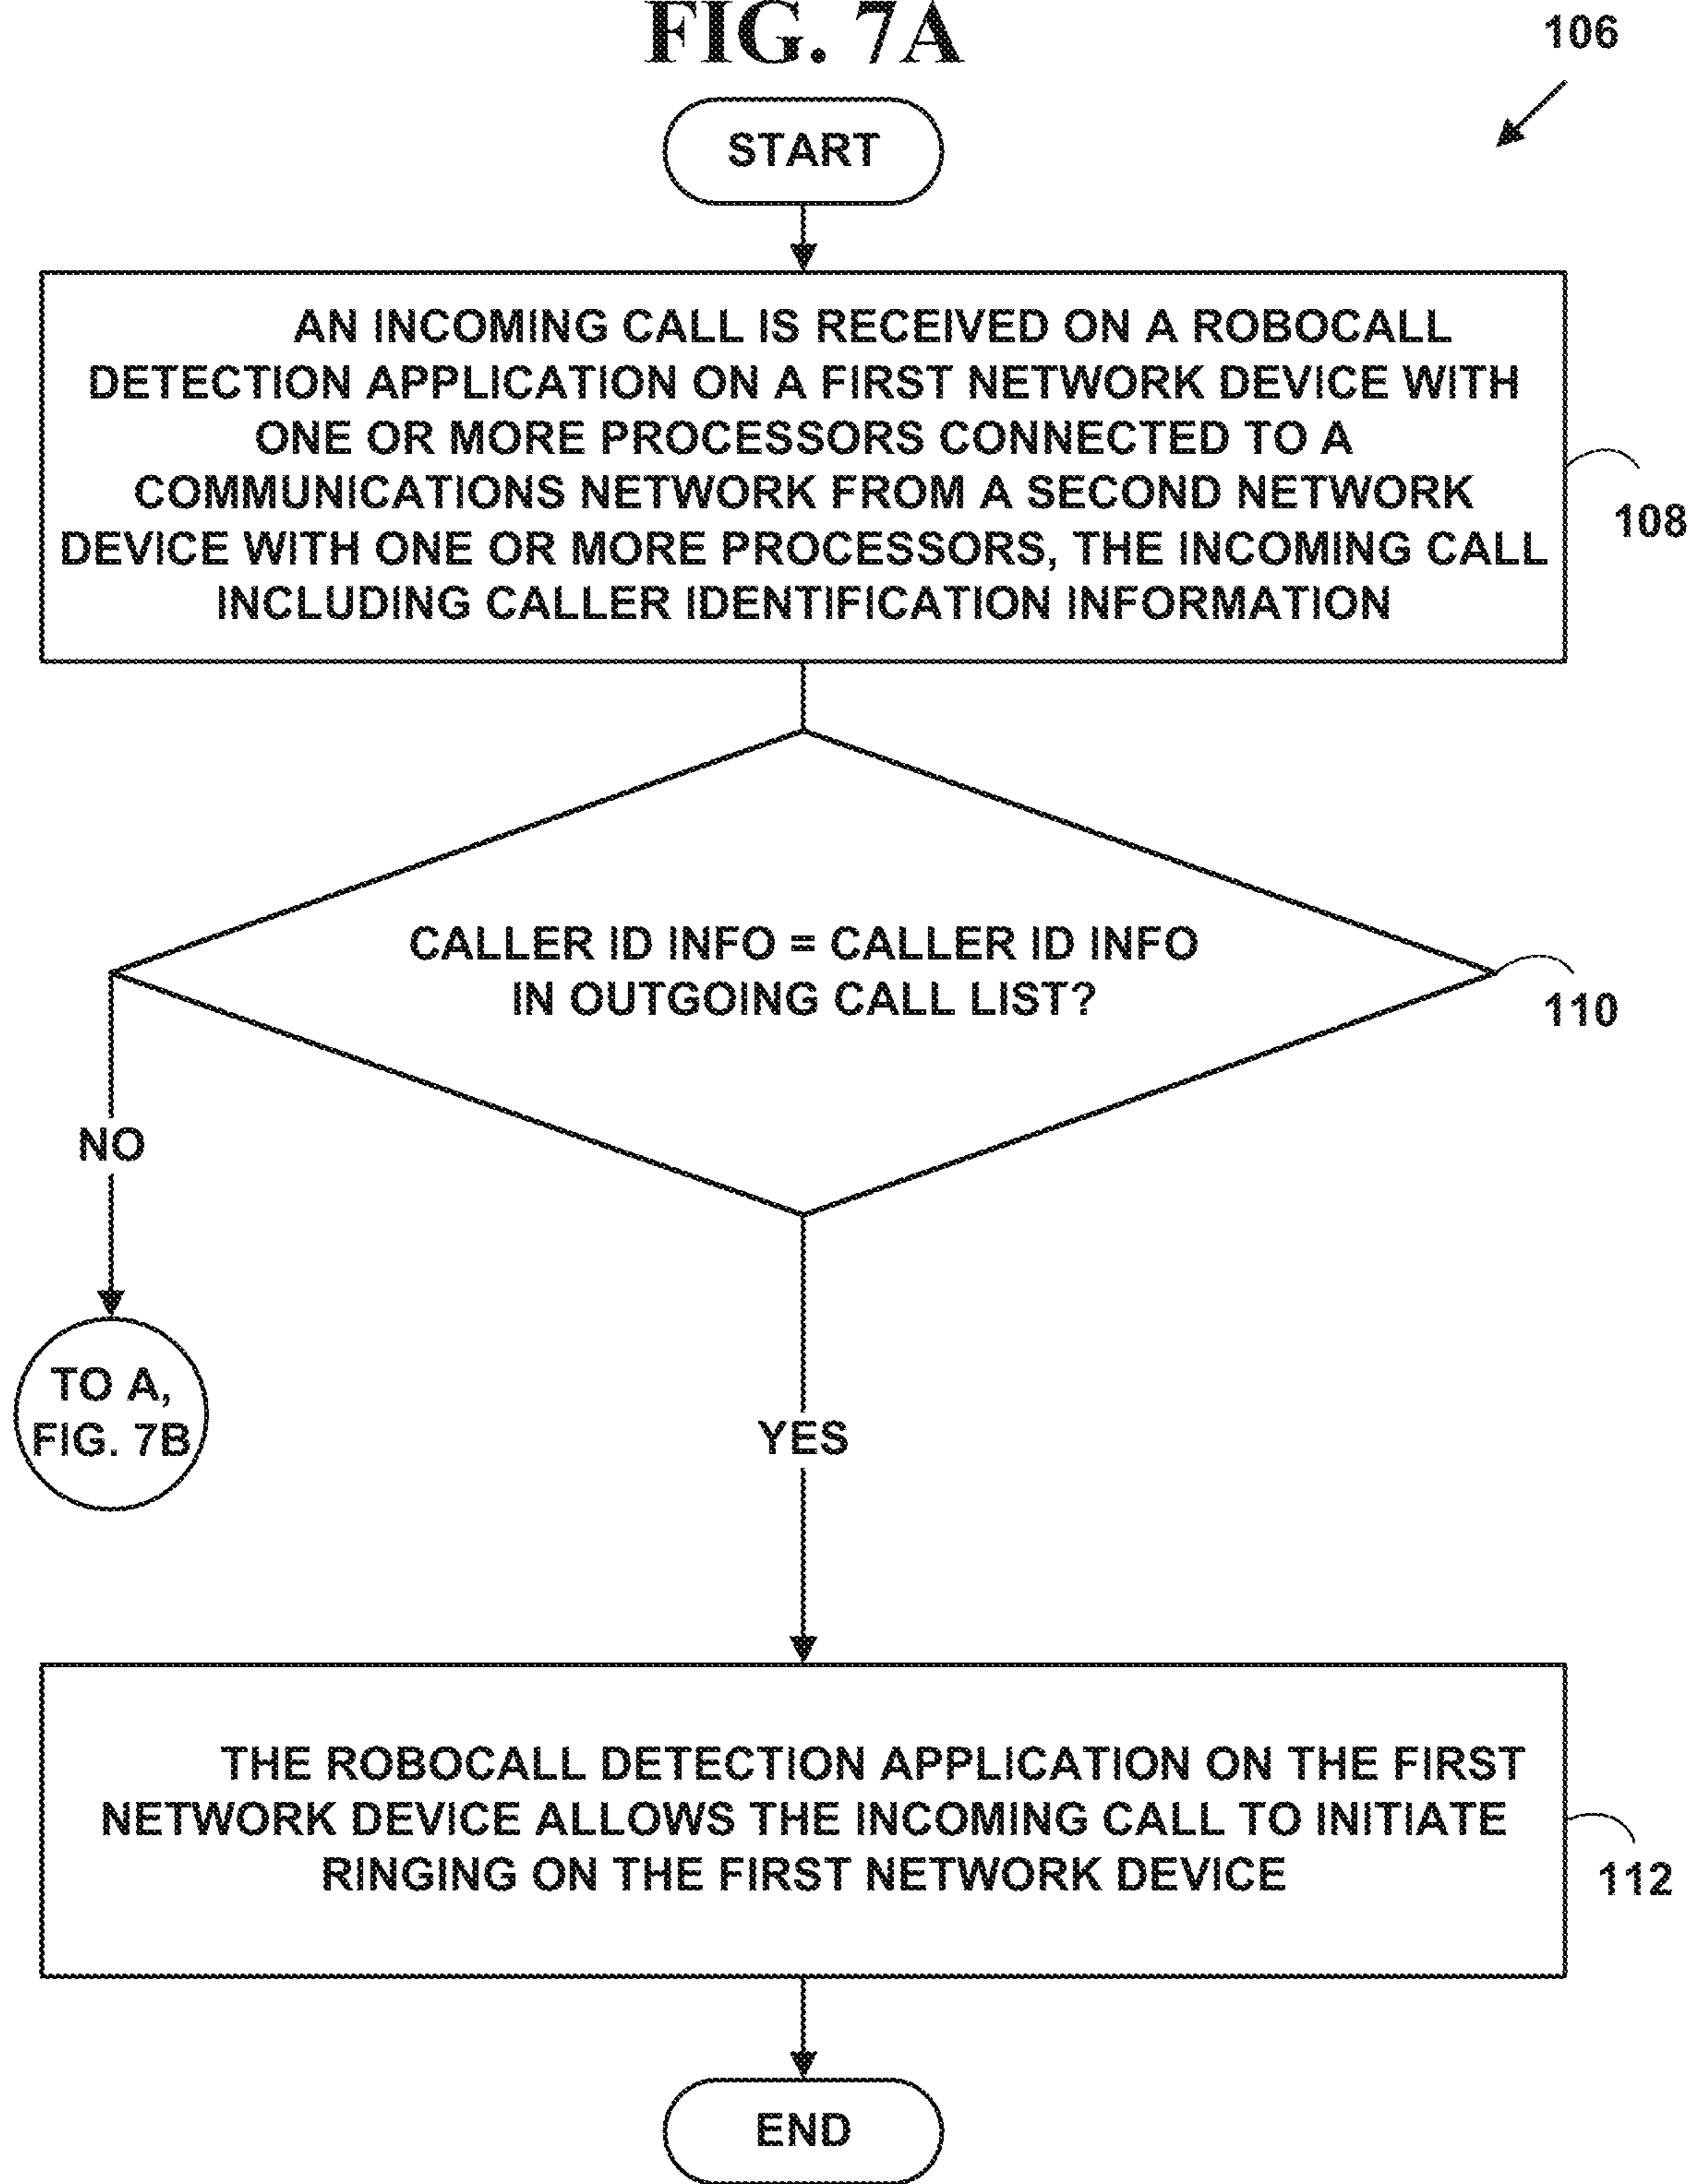 FIG. 7A
106
START
AN INCOMING CALL IS RECEIVED ON A ROBOCALL
DETECTION APPLICATION ON A FIRST NETWORK DEVICE WITH
ONE OR MORE PROCESSORS CONNECTED TO A
COMMUNICATIONS NETWORK FROM A SECOND NETWORK
DEVICE WITH ONE OR MORE PROCESSORS, THE INCOMING CALL
INCLUDING CALLER IDENTIFICATION INFORMATION
108
CALLER ID INFO = CALLER ID INFO
IN OUTGOING CALL LIST?
110
NO
TO A,
FIG. 7B
YES
THE ROBOCALL DETECTION APPLICATION ON THE FIRST
NETWORK DEVICE ALLOWS THE INCOMING CALL TO INITIATE
RINGING ON THE FIRST NETWORK DEVICE
112
END